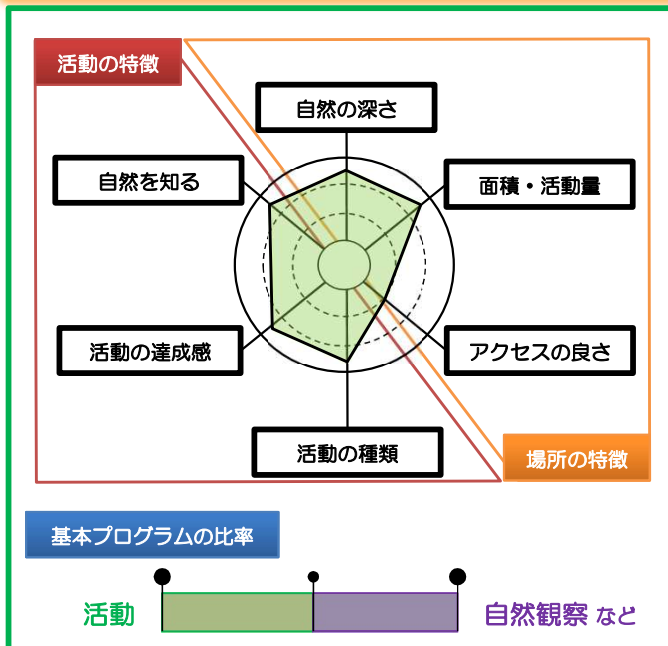 活動の特徴
自然の深さ
自然を知る
面積・活動量
活動の達成感
アクセスの良さ
活動の種類
場所の特徴
基本プログラムの比率
活動
自然観察 など